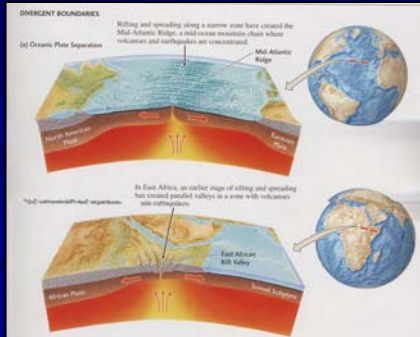 DIVERGENT BOUNDARIES
Rifting and spreading along a narrow zone have created the
Mid-Atlantic Ridge, a mid-ocean mountain chain where
volcanoes and earthquakes are concentrated.
(a) Oceanic Plate Separation
Mid-Atlantic
Ridge
North American
Plate
Eurasian
Plate
In East Africa, an earlier stage of rifting and spreading
has created parallel valleys in a zone with volcanoes
earthquakes.
East African
Rift Valley
African Plate
Somali Subplate